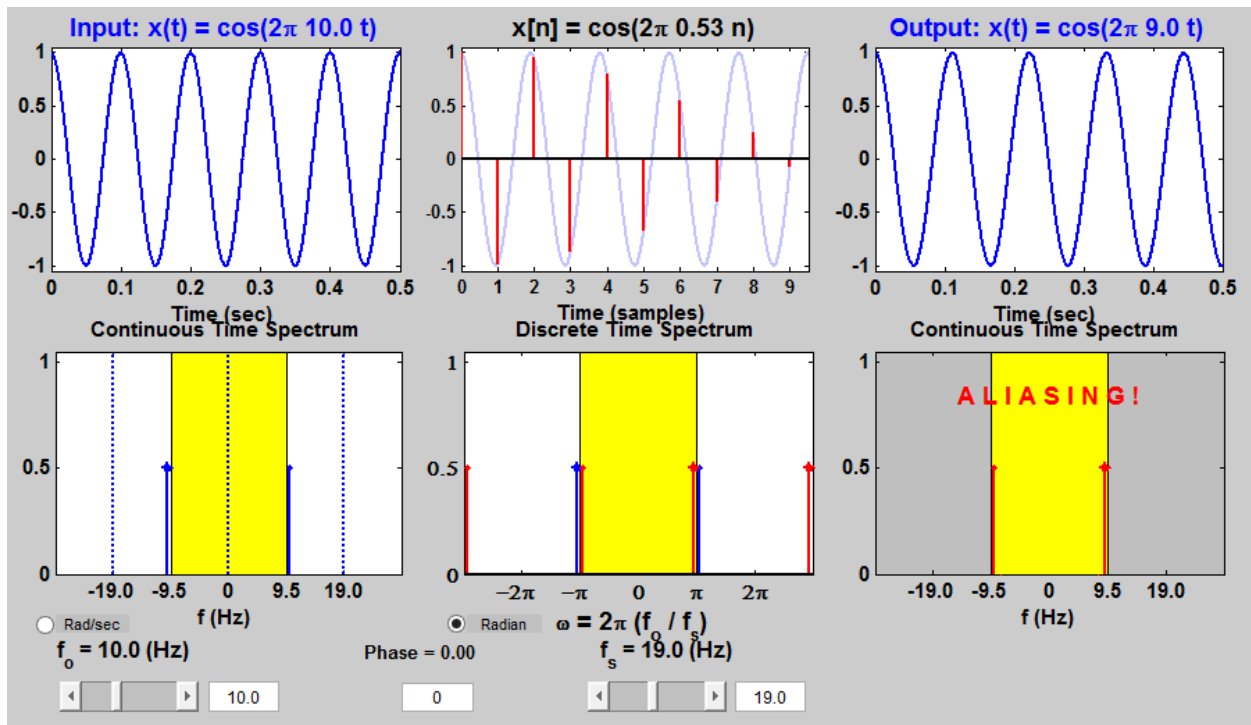 Input: x(t) = cos(2π 10.0 t)
x[n] = cos(2π 0.53 n)
Output: x(t) = cos(2π 9.0 t)
1
0.5
0
-0.5
-1
0 0.1 0.2 0.3 0.4 0.5
Time (sec)
1
0.5
0
-0.5
-1
0 1 2 3 4 5 6 7 8 9
Time (samples)
1
0.5
0
-0.5
-1
0 0.1 0.2 0.3 0.4 0.5
Time (sec)
Continuous Time Spectrum
1
0.5
0
-19.0 -9.5 0 9.5 19.0
f (Hz)
Discrete Time Spectrum
1
0.5
0
−2π −π 0 π 2π
ω = 2π (fo / fs)
Continuous Time Spectrum
ALIASING!
1
0.5
0
-19.0 -9.5 0 9.5 19.0
f (Hz)
Rad/sec
Radian
fo = 10.0 (Hz)
Phase = 0.00
fs = 19.0 (Hz)
10.0
0
19.0